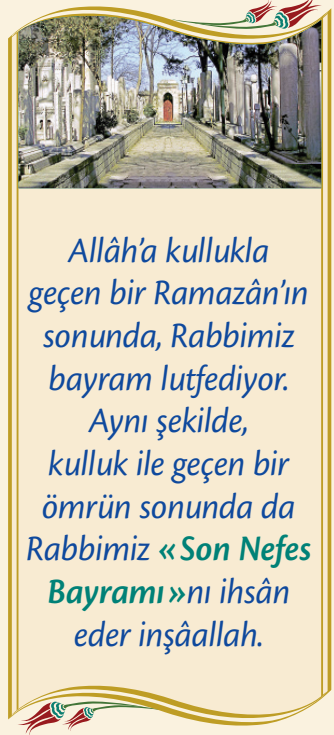 Allâh’a kullukla
geçen bir Ramazân’ın
sonunda, Rabbimiz
bayram lutfediyor.
Aynı şekilde,
kulluk ile geçen bir
ömrün sonunda da
Rabbimiz «Son Nefes
Bayramı»nı ihsân
eder inşâallah.